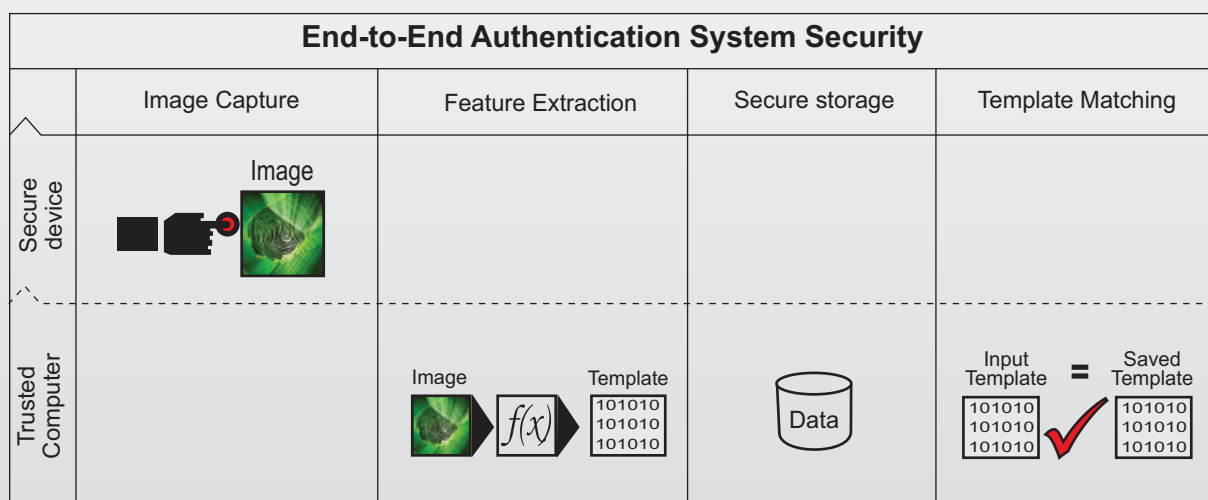 End-to-End Authentication System Security
Image Capture
Feature Extraction
Secure storage
Template Matching
Secure
device
Image
Trusted
Computer
Image
f(x)
Template
101010
101010
101010
Data
Input
Template
=
Saved
Template
101010
101010
101010
101010
101010
101010